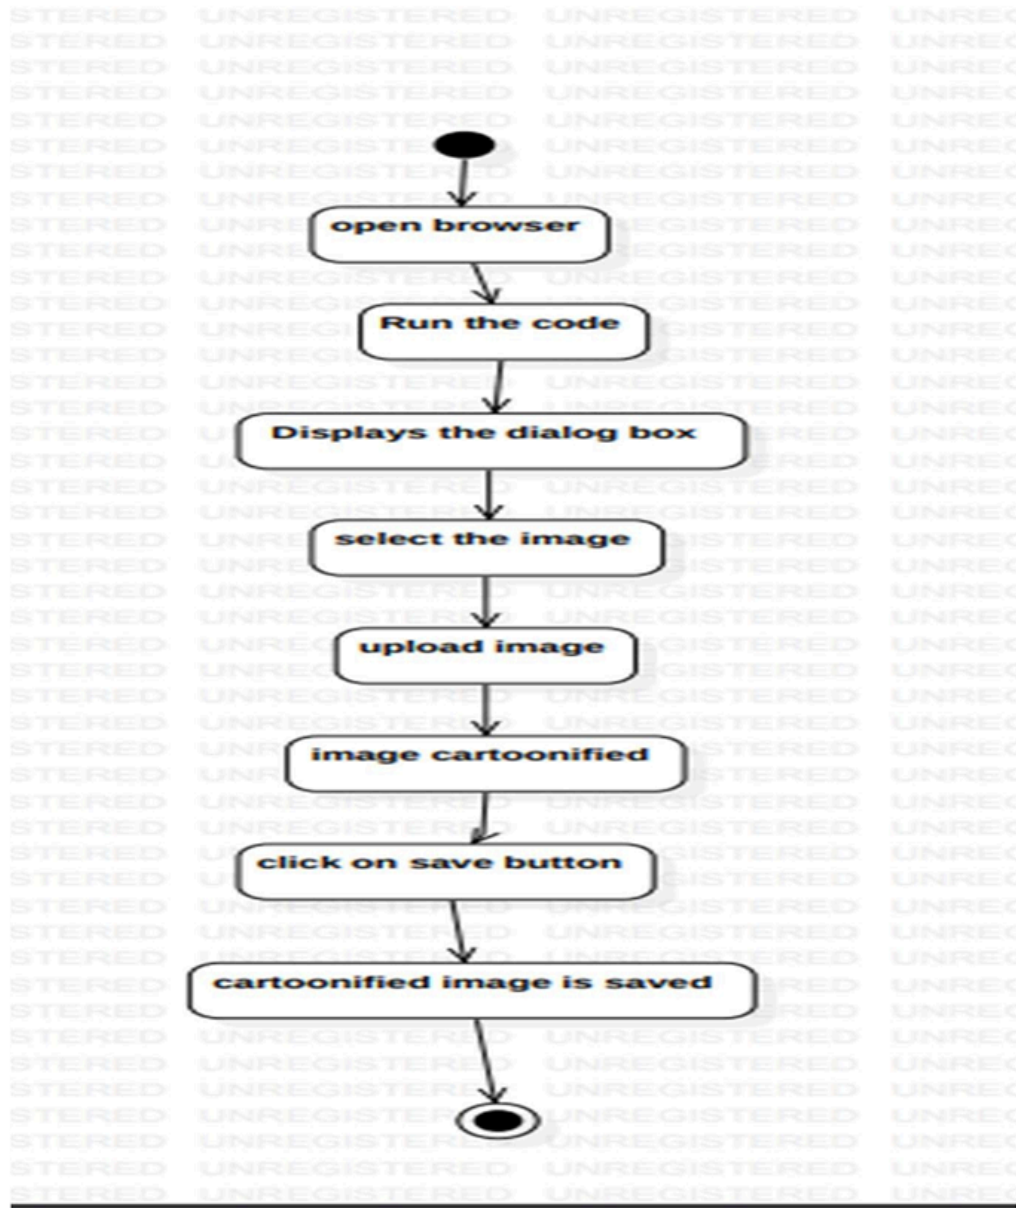 open browser
Run the code
Displays the dialog box
select the image
upload image
image cartoonified
click on save button
cartoonified image is saved